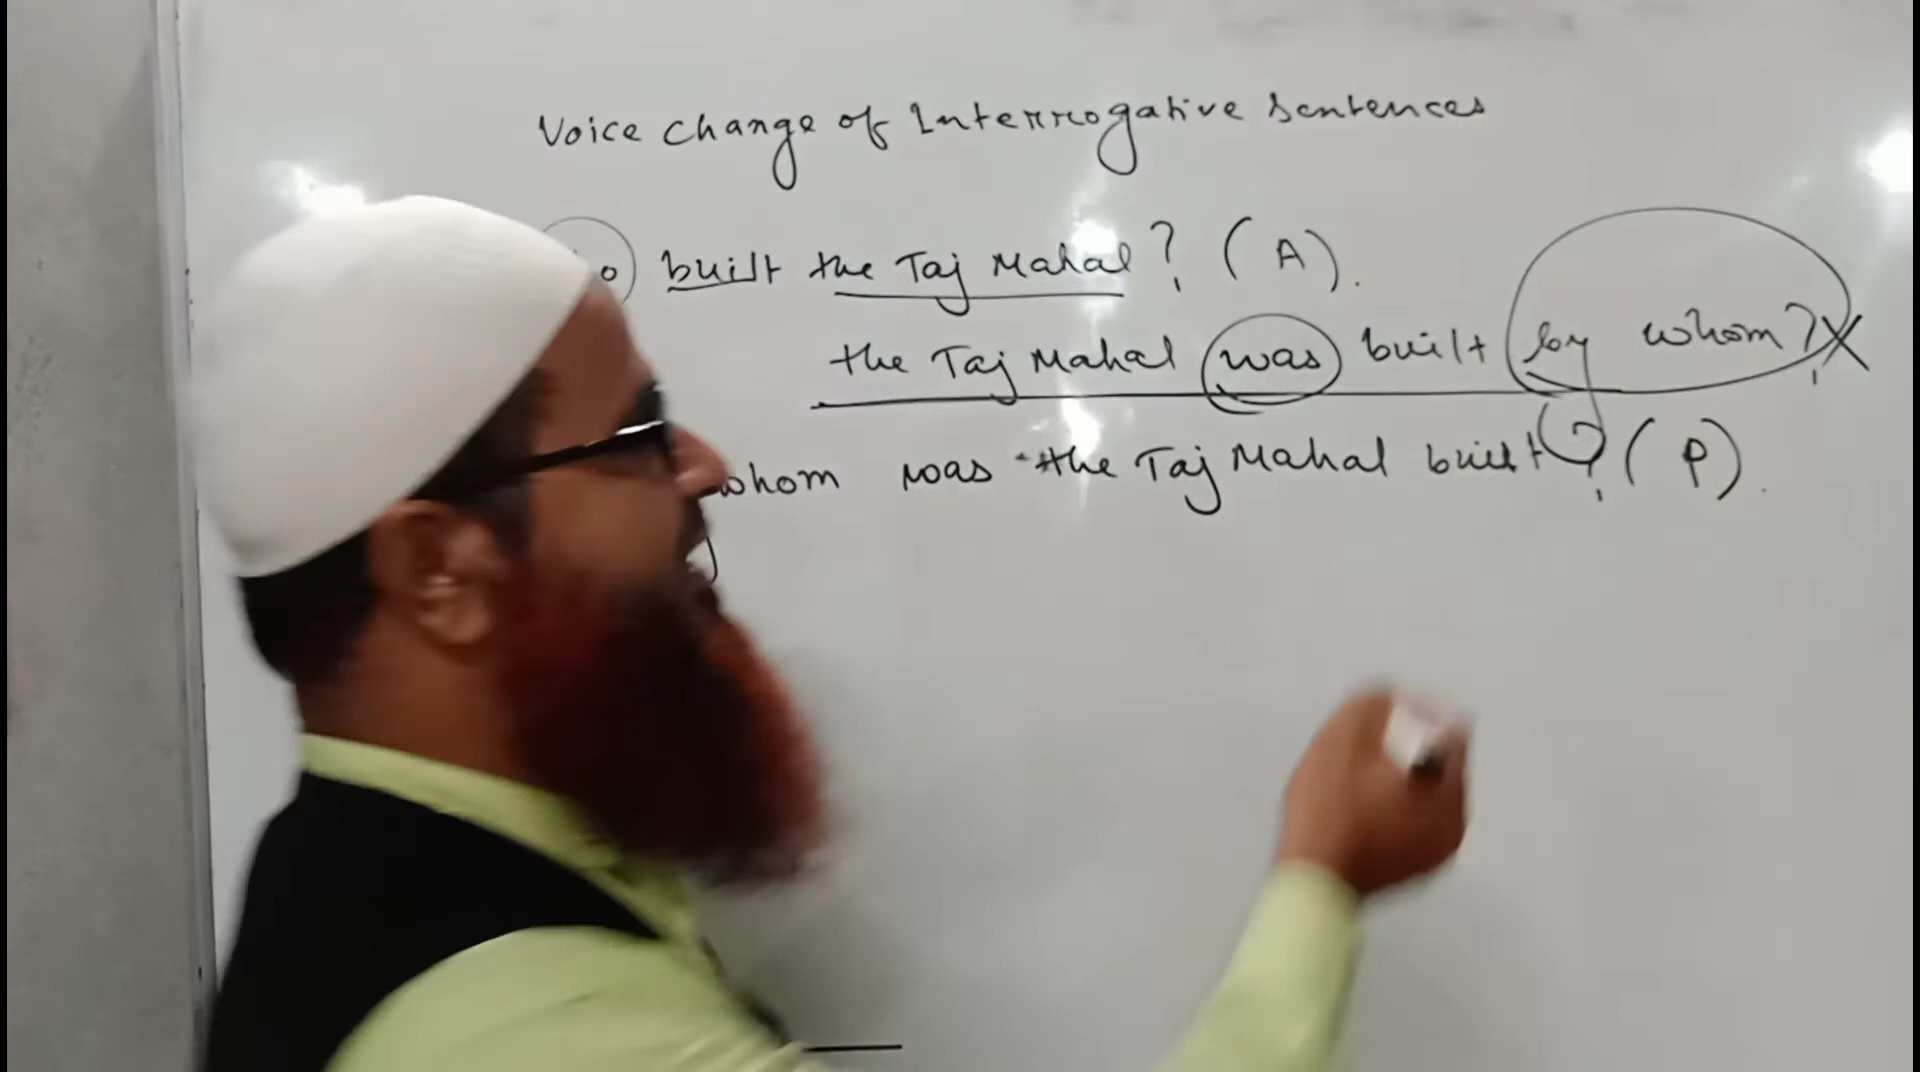 Voice change of Interrogative Sentences
built the Taj Mahal? (A).
the Taj Mahal was built by whom? X
whom was the Taj Mahal built? (P).